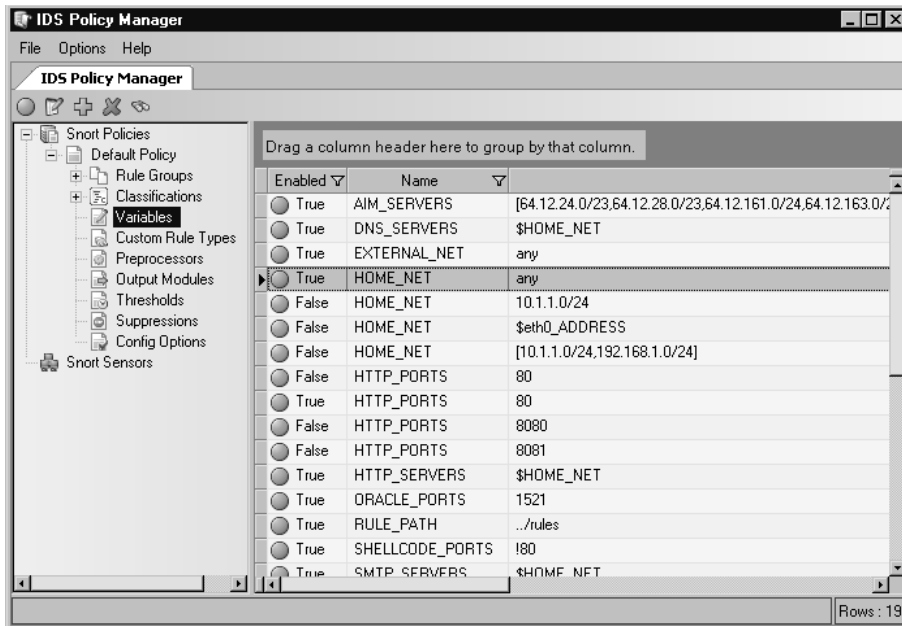 IDS Policy Manager
File Options Help
IDS Policy Manager
Snort Policies
Default Policy
Rule Groups
Classifications
Variables
Custom Rule Types
Preprocessors
Output Modules
Thresholds
Suppressions
Config Options
Snort Sensors
Drag a column header here to group by that column.
Enabled Name
True AIM_SERVERS [64.12.24.0/23,64.12.28.0/23,64.12.161.0/24,64.12.163.0/2
True DNS_SERVERS $HOME_NET
True EXTERNAL_NET any
True HOME_NET any
False HOME_NET 10.1.1.0/24
False HOME_NET $eth0_ADDRESS
False HOME_NET [10.1.1.0/24,192.168.1.0/24]
False HTTP_PORTS 80
True HTTP_PORTS 80
False HTTP_PORTS 8080
False HTTP_PORTS 8081
True HTTP_SERVERS $HOME_NET
True ORACLE_PORTS 1521
True RULE_PATH ../rules
True SHELLCODE_PORTS !80
True SMTP_SERVERS $HOME_NET
Rows : 19